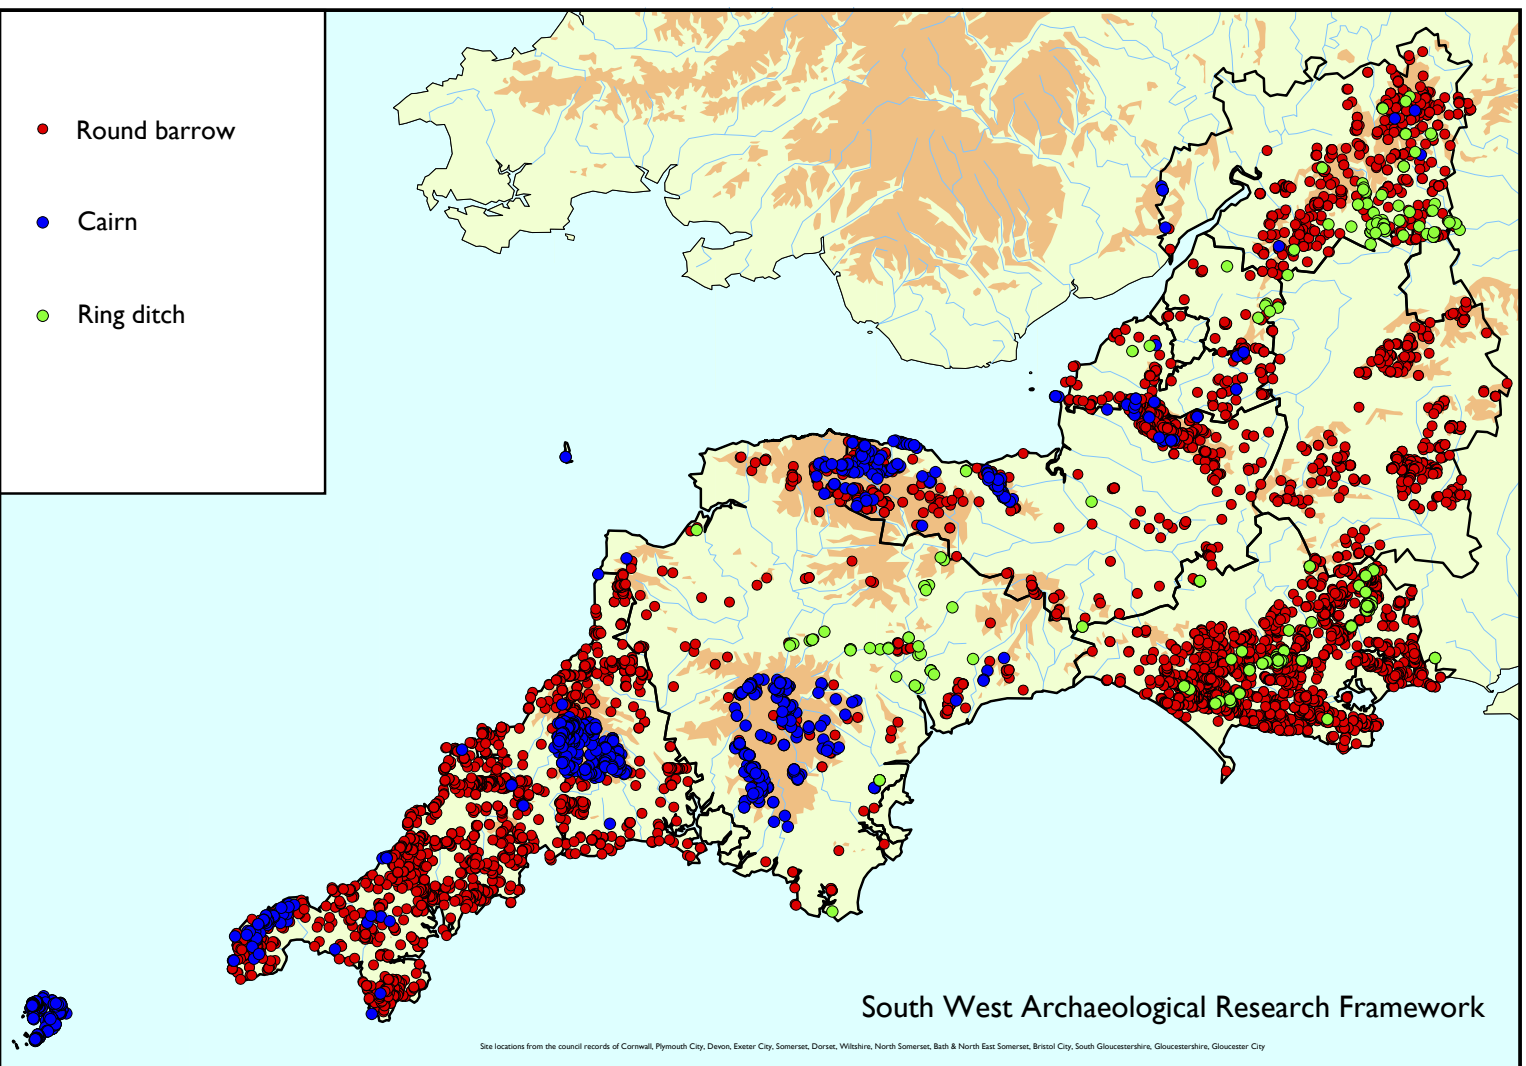 Round barrow
Cairn
Ring ditch
South West Archaeological Research Framework
Site locations from the council records of Cornwall, Plymouth City, Devon, Exeter City, Somerset, Dorset, Wiltshire, North Somerset, Bath & North East Somerset, Bristol City, South Gloucestershire, Gloucestershire, Gloucester City